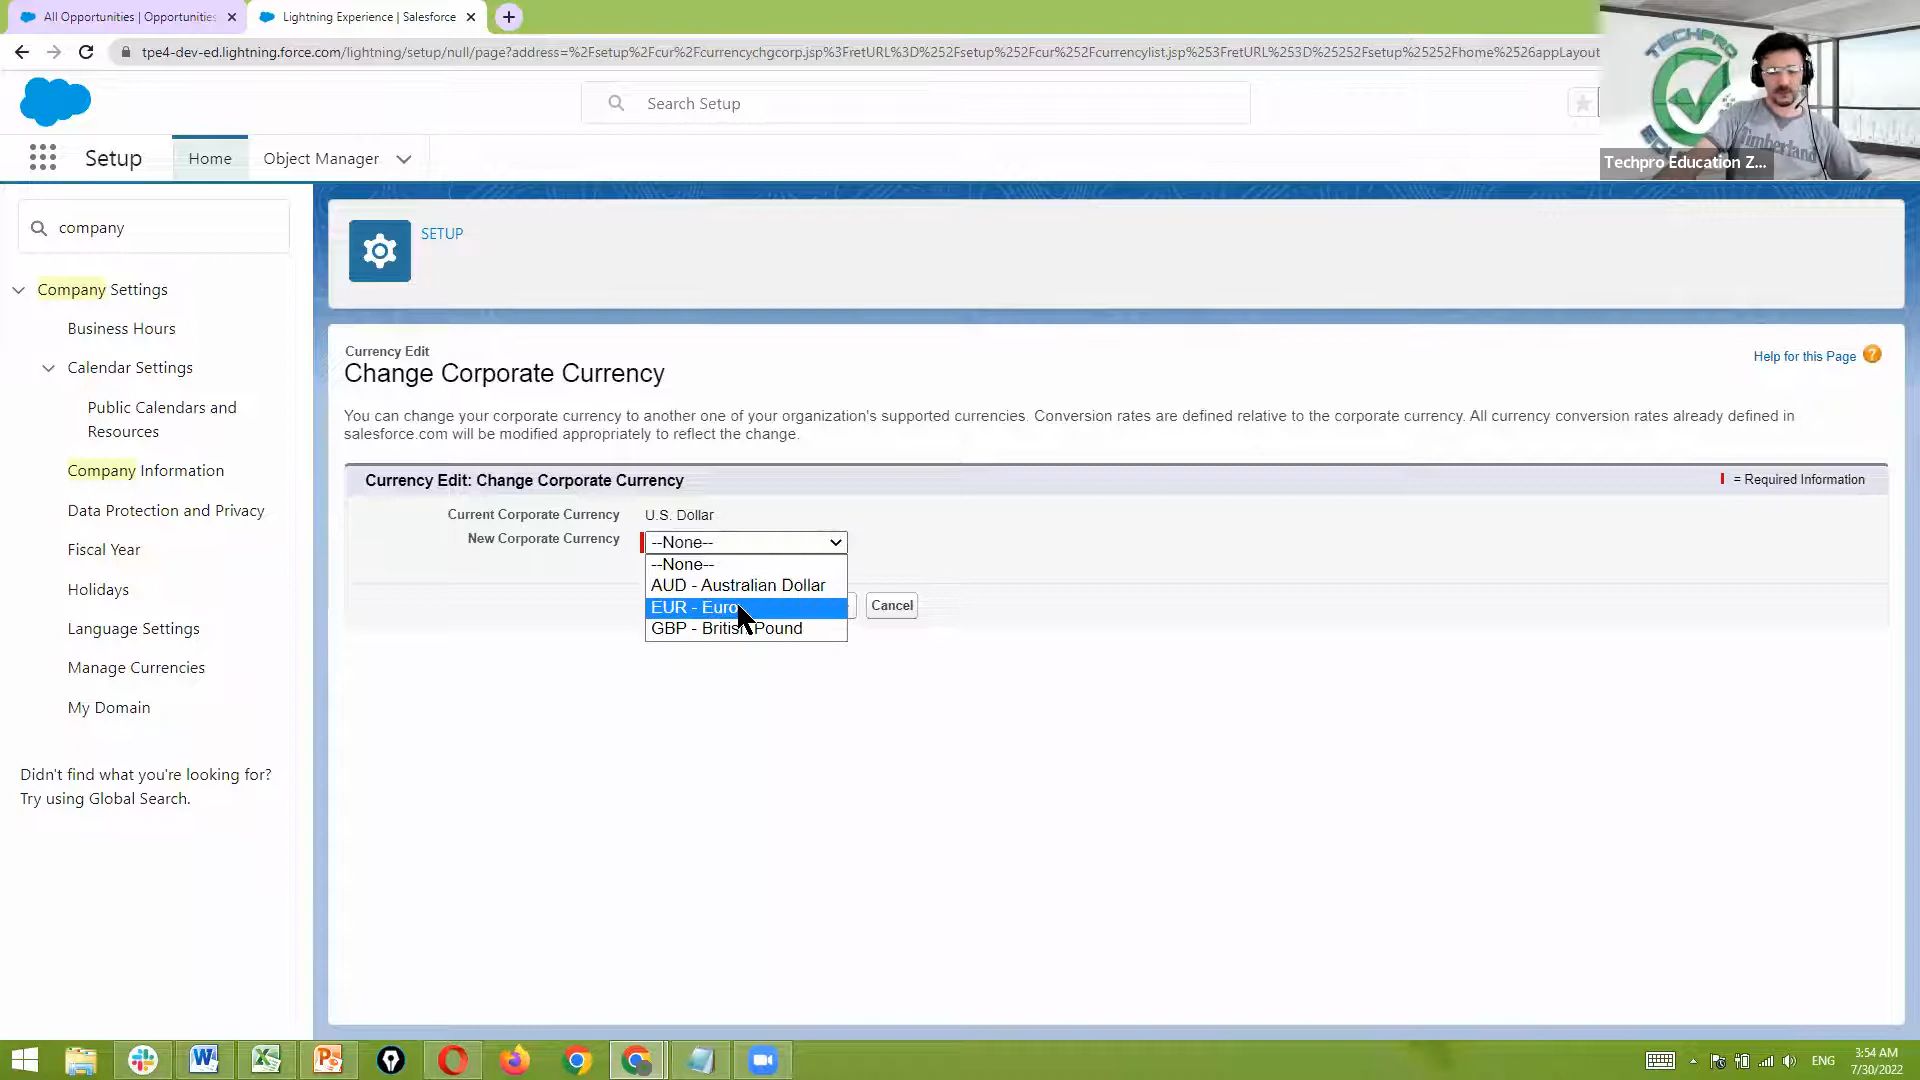 All Opportunities | Opportunities
Lightning Experience | Salesforce
tpe4-dev-ed.lightning.force.com/lightning/setup/null/page?address=%2Fsetup%2Fcur%2Fcurrencychgcorp.jsp%3FretURL%3D%252Fsetup%252Fcur%252Fcurrencylist.jsp%253FretURL%253D%25252Fsetup%25252Fhome%2526appLayout
TECHPRO
Timberland
Techpro Education Z...
Search Setup
Setup
Home
Object Manager
company
Company Settings
Business Hours
Calendar Settings
Public Calendars and
Resources
Company Information
Data Protection and Privacy
Fiscal Year
Holidays
Language Settings
Manage Currencies
My Domain
Didn't find what you're looking for?
Try using Global Search.
SETUP
Currency Edit
Change Corporate Currency
Help for this Page
You can change your corporate currency to another one of your organization's supported currencies. Conversion rates are defined relative to the corporate currency. All currency conversion rates already defined in
salesforce.com will be modified appropriately to reflect the change.
Currency Edit: Change Corporate Currency
= Required Information
Current Corporate Currency U.S. Dollar
New Corporate Currency --None--
--None--
AUD - Australian Dollar
EUR - Euro
GBP - British Pound
Cancel
ENG
3:54 AM
7/30/2022